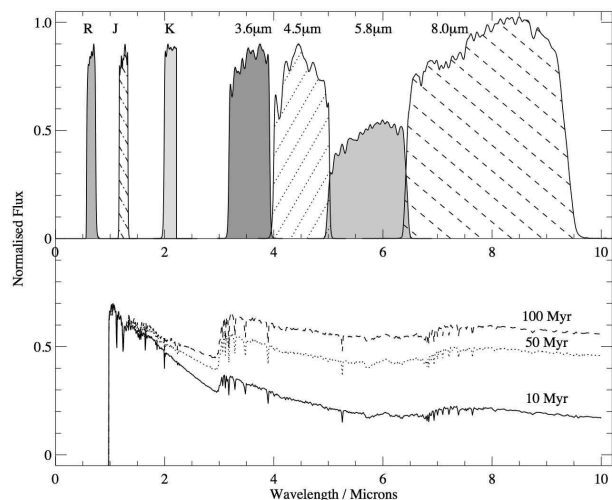 R J K 3.6µm 4.5µm 5.8µm 8.0µm
1.0
0.5
0
0 2 4 6 8 10
Normalised Flux
100 Myr
50 Myr
10 Myr
0.5
0
0 2 4 6 8 10
Wavelength / Microns